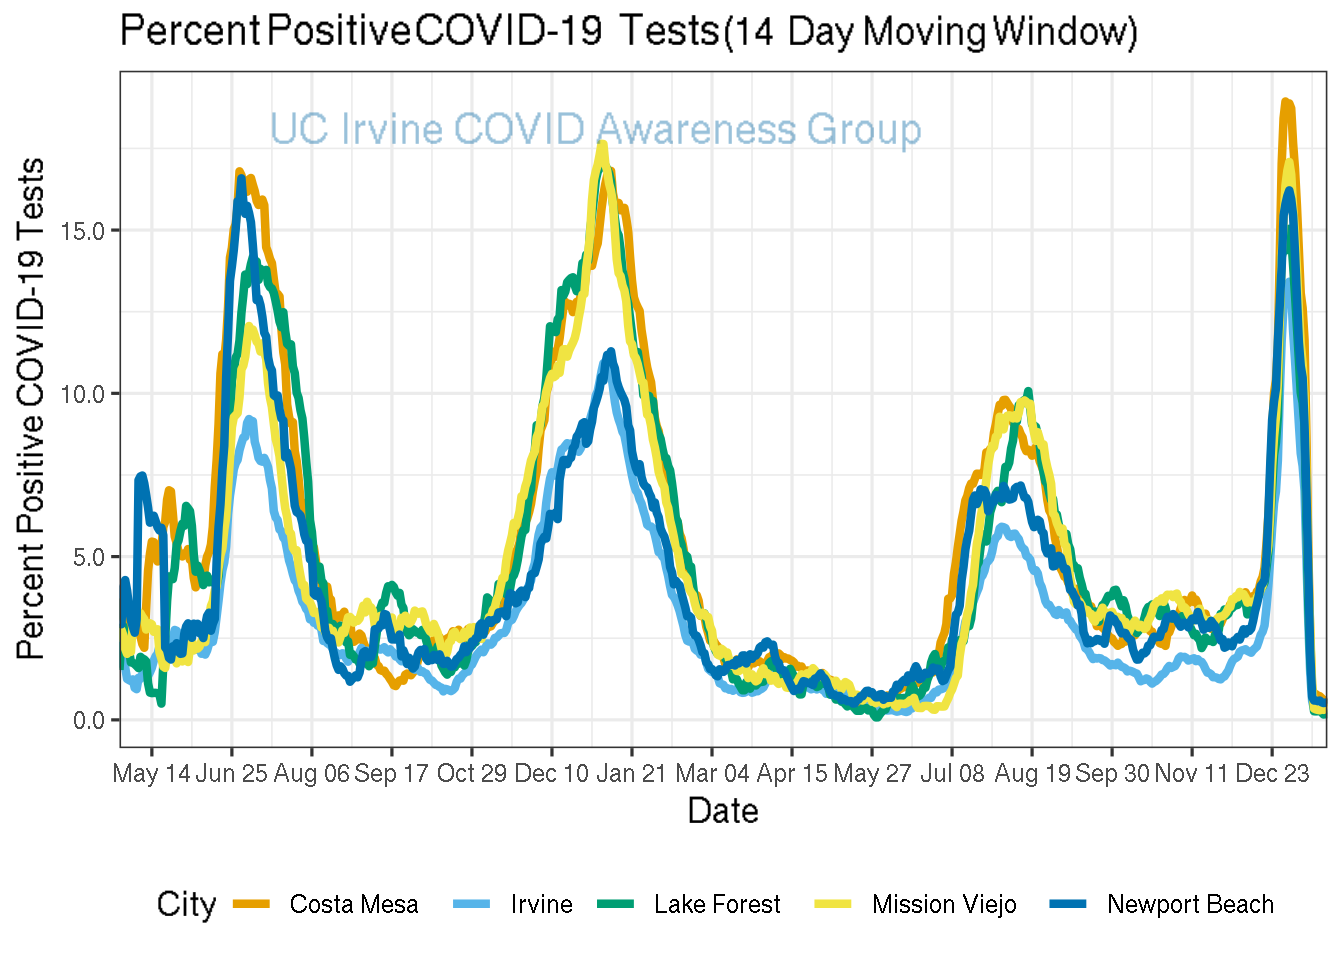 Percent Positive COVID-19 Tests (14 Day Moving Window)
UC Irvine COVID Awareness Group
Percent Positive COVID-19 Tests
15.0
10.0
5.0
0.0
May 14 Jun 25 Aug 06 Sep 17 Oct 29 Dec 10 Jan 21 Mar 04 Apr 15 May 27 Jul 08 Aug 19 Sep 30 Nov 11 Dec 23
Date
City Costa Mesa Irvine Lake Forest Mission Viejo Newport Beach